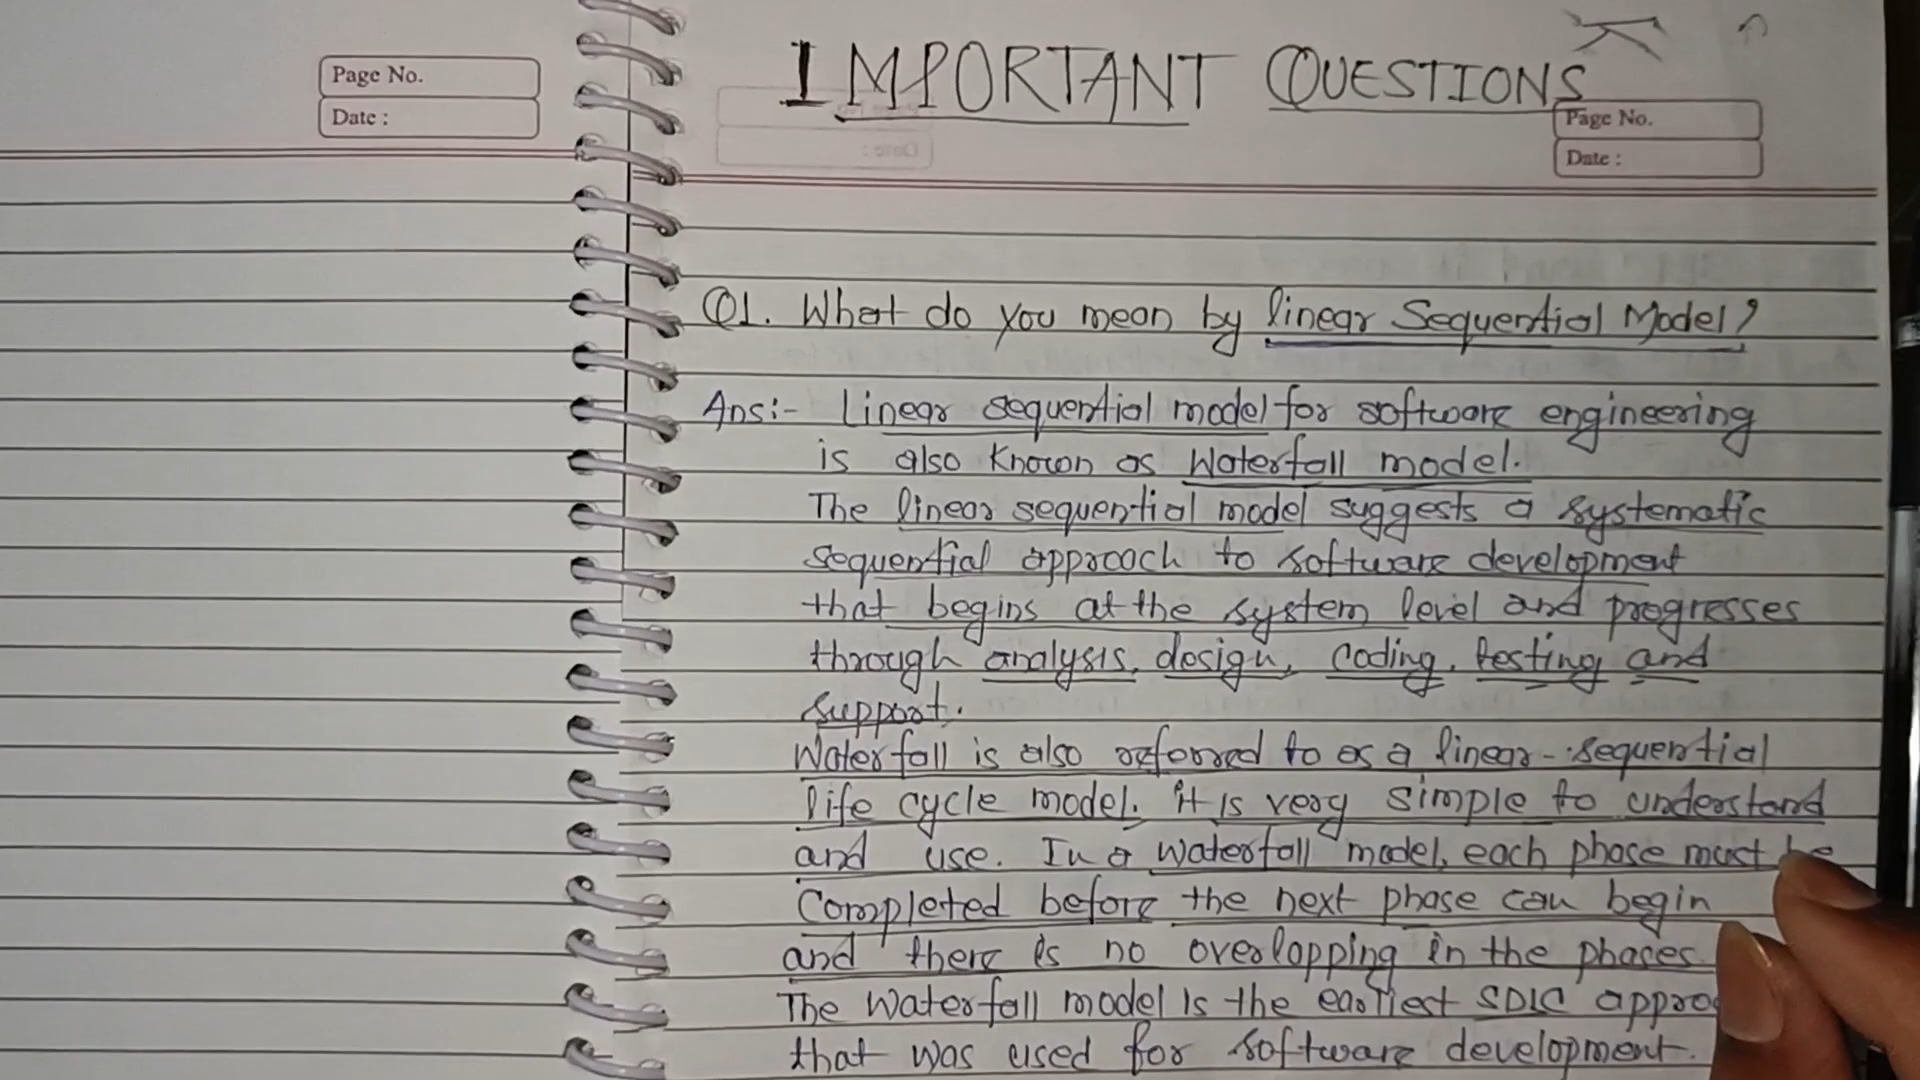 IMPORTANT QUESTIONS
Page No.
Date :
Page No.
Date :
Q1. What do you mean by linear Sequential Model?
Ans:- Linear sequential model for software engineering
is also known as Waterfall model.
The linear sequential model suggests a systematic
sequential approach to software development
that begins at the system level and progresses
through analysis, design, coding, testing and
support.
Waterfall is also referred to as a linear-sequential
life cycle model. it is very simple to understand
and use. In a waterfall model, each phase must be
Completed before the next phase can begin
and there is no overlapping in the phases.
The Waterfall model is the earliest SDLC
that was used for software development.